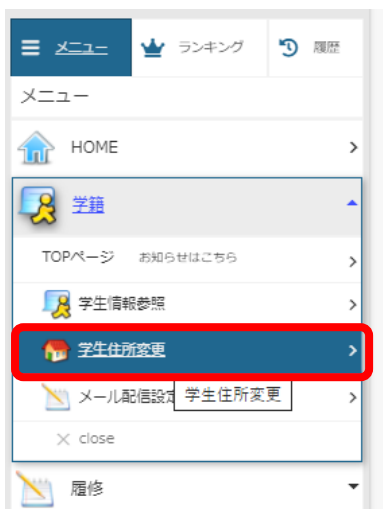 メニュー ランキング 履歴
メニュー
HOME
学籍
TOPページ お知らせはこちら
学生情報参照
学生住所変更
メール配信設定 学生住所変更
× close
履修